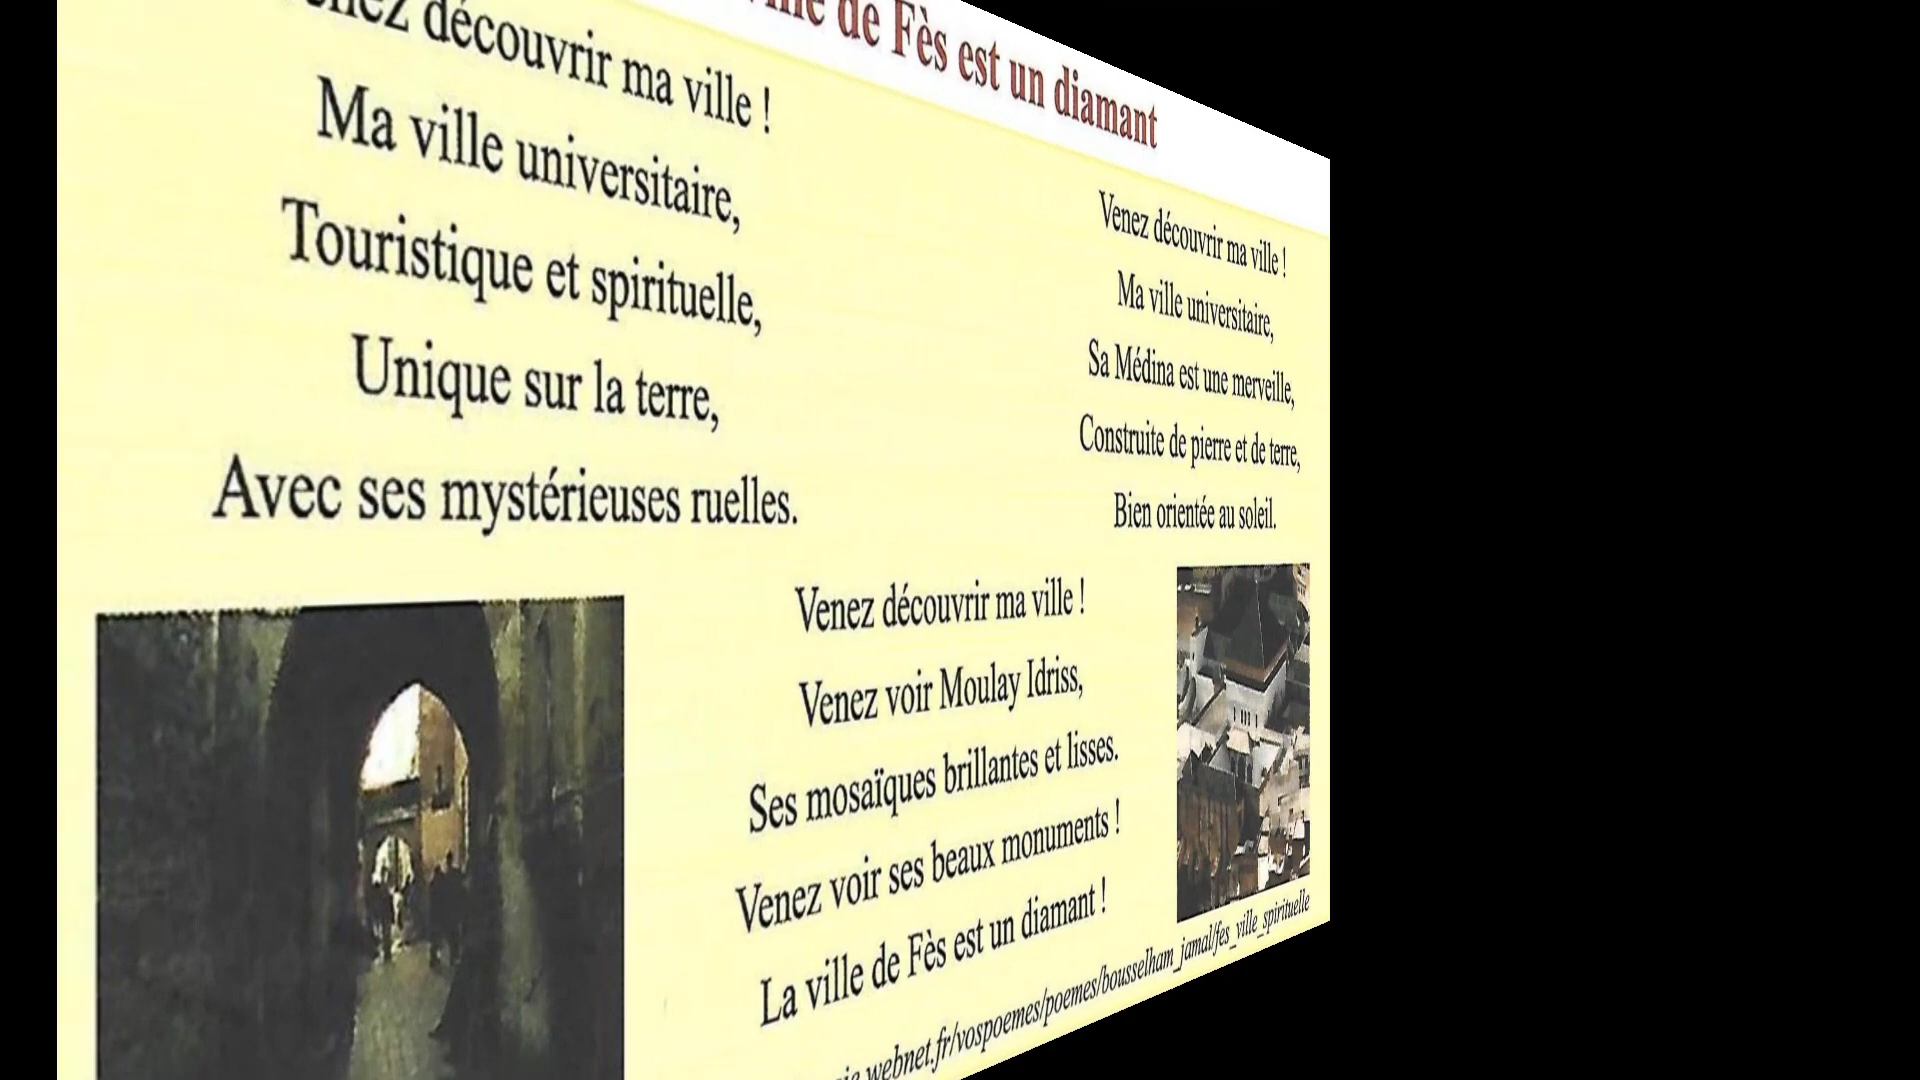 ville de Fès est un diamant
découvrir ma ville !
Ma ville universitaire,
Touristique et spirituelle,
Unique sur la terre,
Avec ses mystérieuses ruelles.
Venez découvrir ma ville !
Ma ville universitaire,
Sa Médina est une merveille,
Construite de pierre et de terre,
Bien orientée au soleil.
Venez découvrir ma ville !
Venez voir Moulay Idriss,
Ses mosaïques brillantes et lisses.
Venez voir ses beaux monuments !
La ville de Fès est un diamant !
webnet.fr/vospoemes/poemes/bousselham_jamal/fes_ville_spirituelle